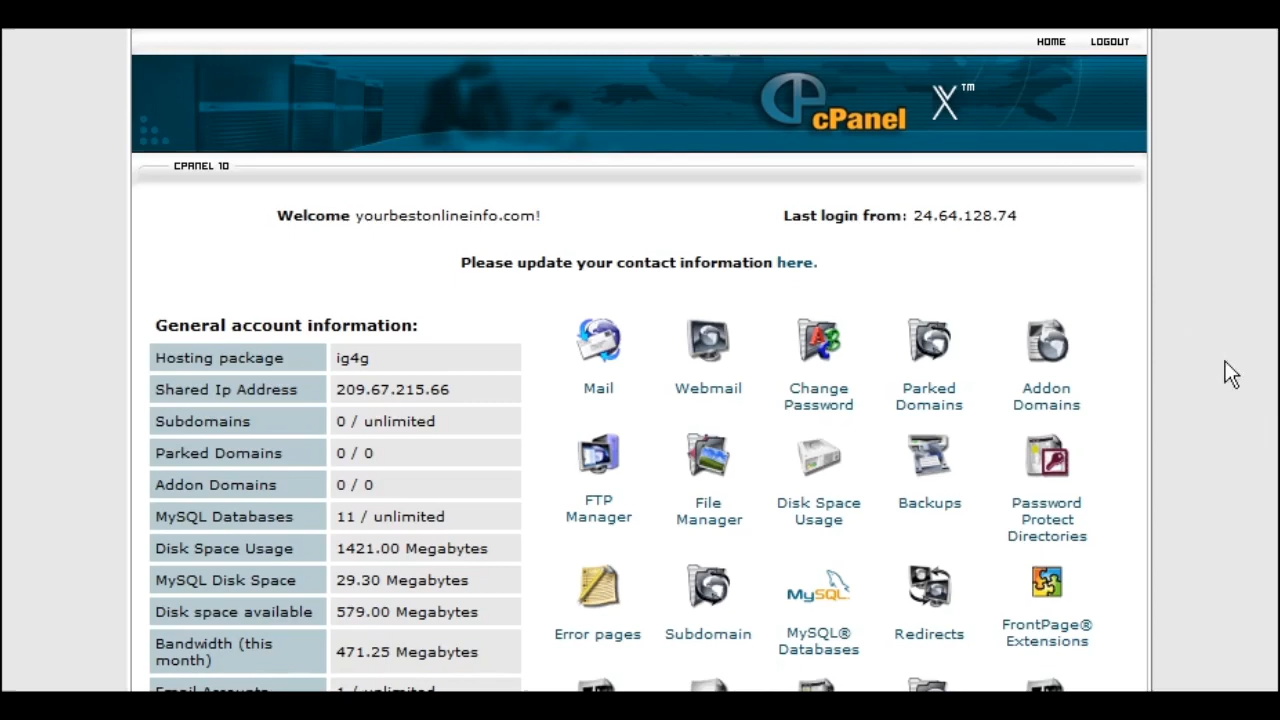 HOME LOGOUT
cPanel X™
CPANEL 10
Welcome yourbestonlineinfo.com!
Last login from: 24.64.128.74
Please update your contact information here.
General account information:
Hosting package ig4g
Shared Ip Address 209.67.215.66
Subdomains 0 / unlimited
Parked Domains 0 / 0
Addon Domains 0 / 0
MySQL Databases 11 / unlimited
Disk Space Usage 1421.00 Megabytes
MySQL Disk Space 29.30 Megabytes
Disk space available 579.00 Megabytes
Bandwidth (this
month) 471.25 Megabytes
Email Accounts 1 / unlimited
Mail
Webmail
Change
Password
Parked
Domains
Addon
Domains
FTP
Manager
File
Manager
Disk Space
Usage
Backups
Password
Protect
Directories
Error pages
Subdomain
MySQL
MySQL®
Databases
Redirects
FrontPage®
Extensions